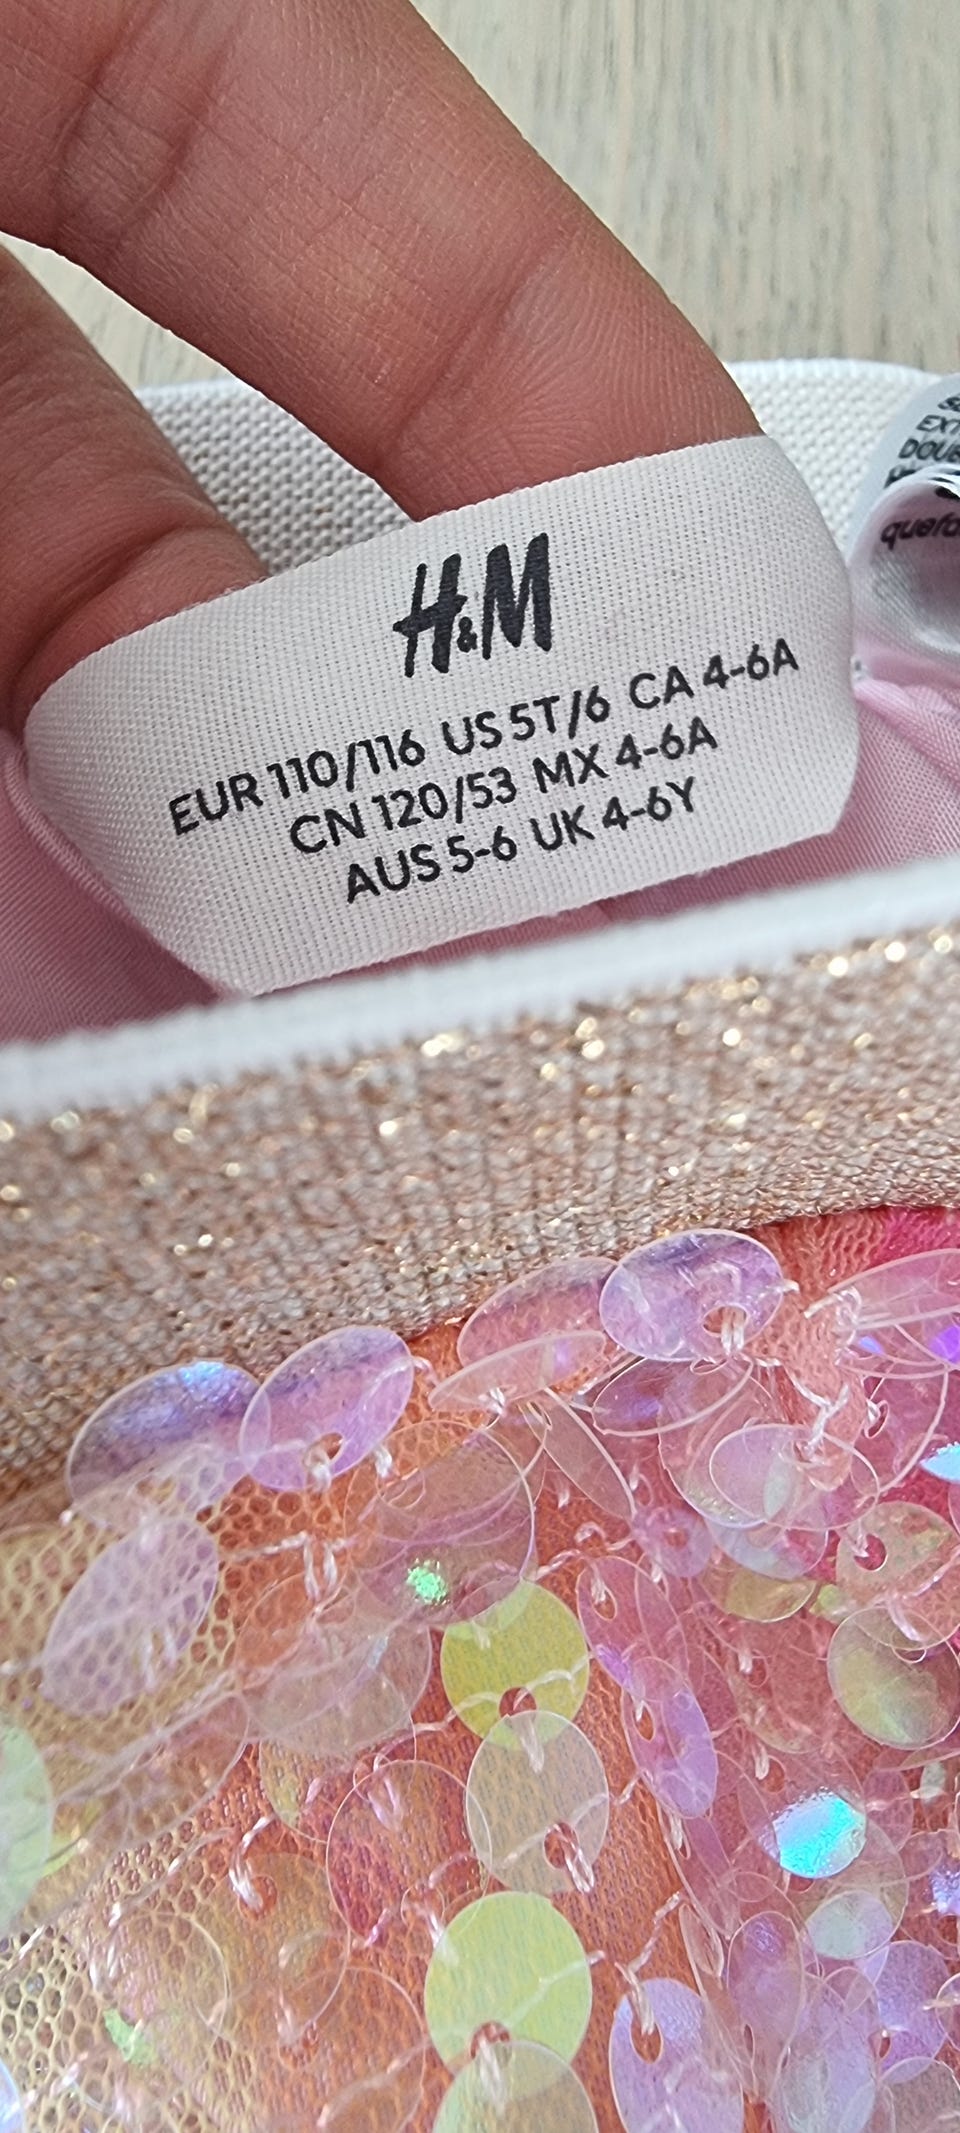 H&M
EUR 110/116 US 5T/6 CA 4-6A
CN 120/53 MX 4-6A
AUS 5-6 UK 4-6Y